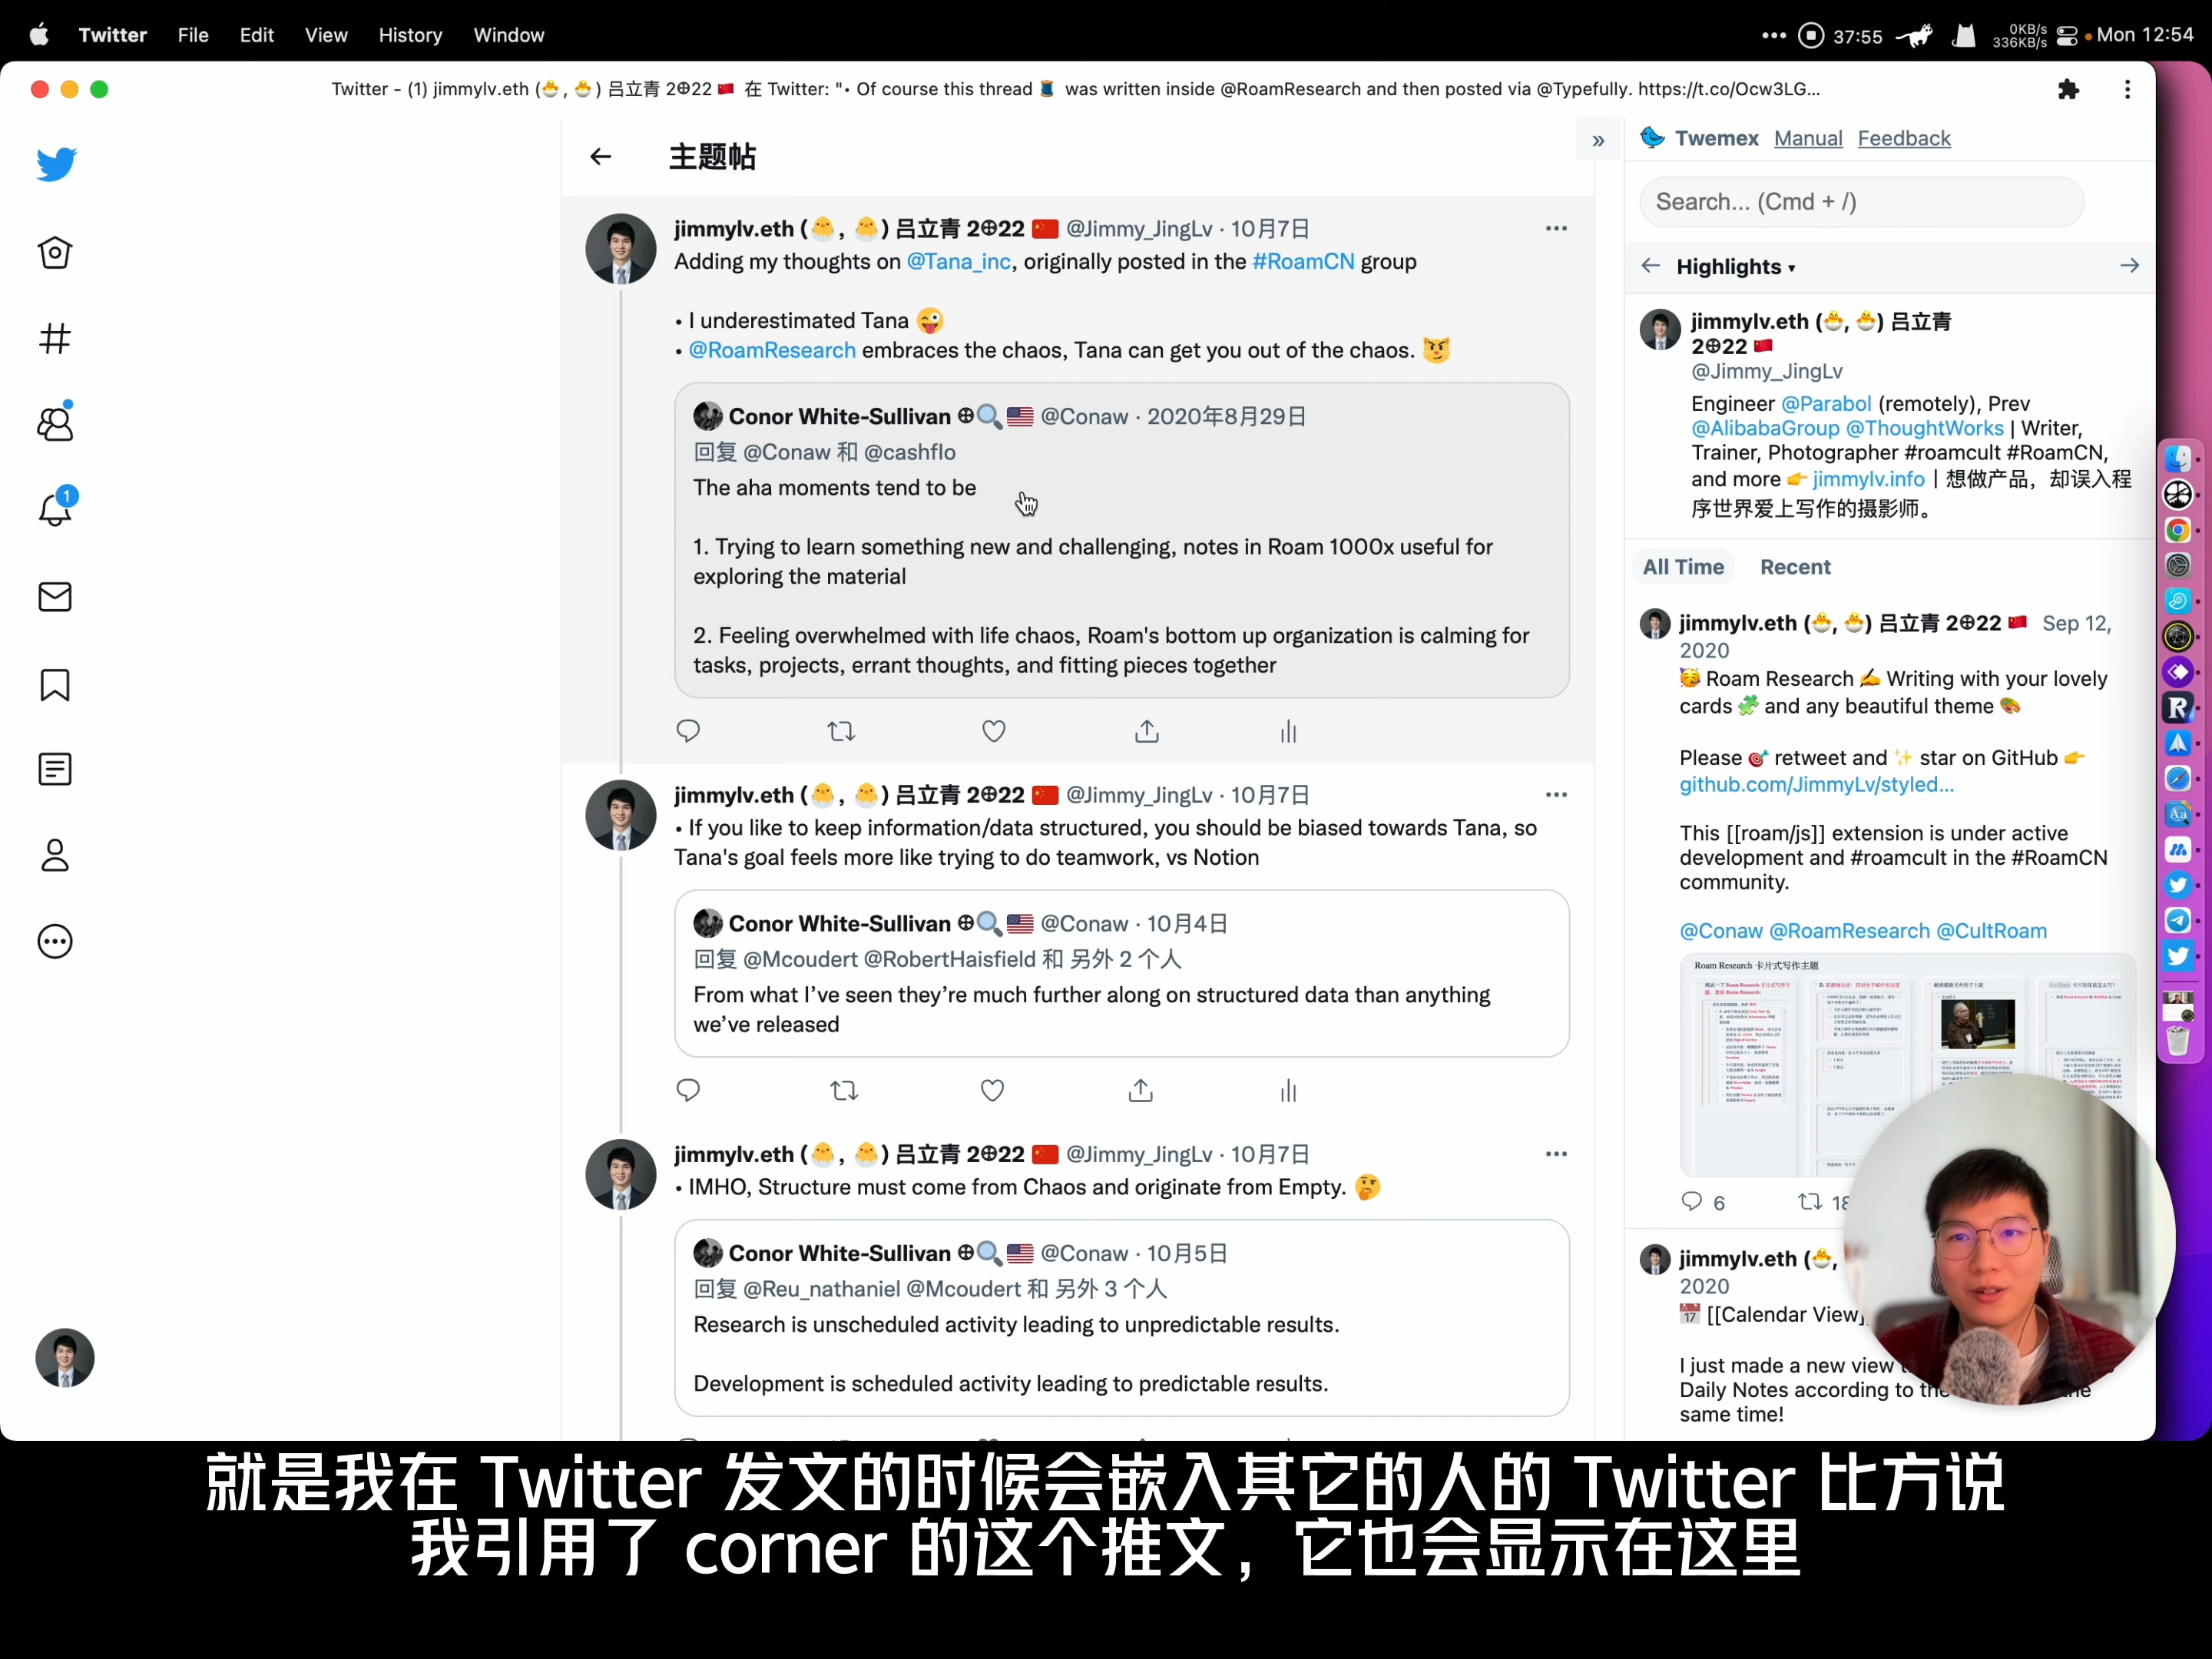 Twitter File Edit View History Window
37:55
0KB/s
336KB/s
Mon 12:54
Twitter - (1) jimmylv.eth (🐣, 🐣) 吕立青 2⊕22 🇨🇳 在 Twitter: "• Of course this thread 🧵 was written inside @RoamResearch and then posted via @Typefully. https://t.co/Ocw3LG...
主题帖
jimmylv.eth (🐣, 🐣) 吕立青 2⊕22 🇨🇳 @Jimmy_JingLv · 10月7日
Adding my thoughts on @Tana_inc, originally posted in the #RoamCN group
• I underestimated Tana 😜
• @RoamResearch embraces the chaos, Tana can get you out of the chaos. 😼
Conor White-Sullivan ⊕🔍🇺🇸 @Conaw · 2020年8月29日
回复 @Conaw 和 @cashflo
The aha moments tend to be
1. Trying to learn something new and challenging, notes in Roam 1000x useful for
exploring the material
2. Feeling overwhelmed with life chaos, Roam's bottom up organization is calming for
tasks, projects, errant thoughts, and fitting pieces together
jimmylv.eth (🐣, 🐣) 吕立青 2⊕22 🇨🇳 @Jimmy_JingLv · 10月7日
• If you like to keep information/data structured, you should be biased towards Tana, so
Tana's goal feels more like trying to do teamwork, vs Notion
Conor White-Sullivan ⊕🔍🇺🇸 @Conaw · 10月4日
回复 @Mcoudert @RobertHaisfield 和 另外 2 个人
From what I've seen they're much further along on structured data than anything
we've released
jimmylv.eth (🐣, 🐣) 吕立青 2⊕22 🇨🇳 @Jimmy_JingLv · 10月7日
• IMHO, Structure must come from Chaos and originate from Empty. 🤔
Conor White-Sullivan ⊕🔍🇺🇸 @Conaw · 10月5日
回复 @Reu_nathaniel @Mcoudert 和 另外 3 个人
Research is unscheduled activity leading to unpredictable results.
Development is scheduled activity leading to predictable results.
1
» Twemex Manual Feedback
Search... (Cmd + /)
Highlights ▾
jimmylv.eth (🐣, 🐣) 吕立青
2⊕22 🇨🇳
@Jimmy_JingLv
Engineer @Parabol (remotely), Prev
@AlibabaGroup @ThoughtWorks | Writer,
Trainer, Photographer #roamcult #RoamCN,
and more 👉 jimmylv.info｜想做产品，却误入程
序世界爱上写作的摄影师。
All Time Recent
jimmylv.eth (🐣, 🐣) 吕立青 2⊕22 🇨🇳 Sep 12,
2020
🥳 Roam Research ✍️ Writing with your lovely
cards 🧩 and any beautiful theme 🎨
Please 🎯 retweet and ✨ star on GitHub 👉
github.com/JimmyLv/styled...
This [[roam/js]] extension is under active
development and #roamcult in the #RoamCN
community.
@Conaw @RoamResearch @CultRoam
Roam Research 卡片式写作主题
6 18
jimmylv.eth (🐣,
2020
📅 [[Calendar View]
I just made a new view
Daily Notes according to the
same time!
就是我在 Twitter 发文的时候会嵌入其它的人的 Twitter 比方说
我引用了 corner 的这个推文，它也会显示在这里